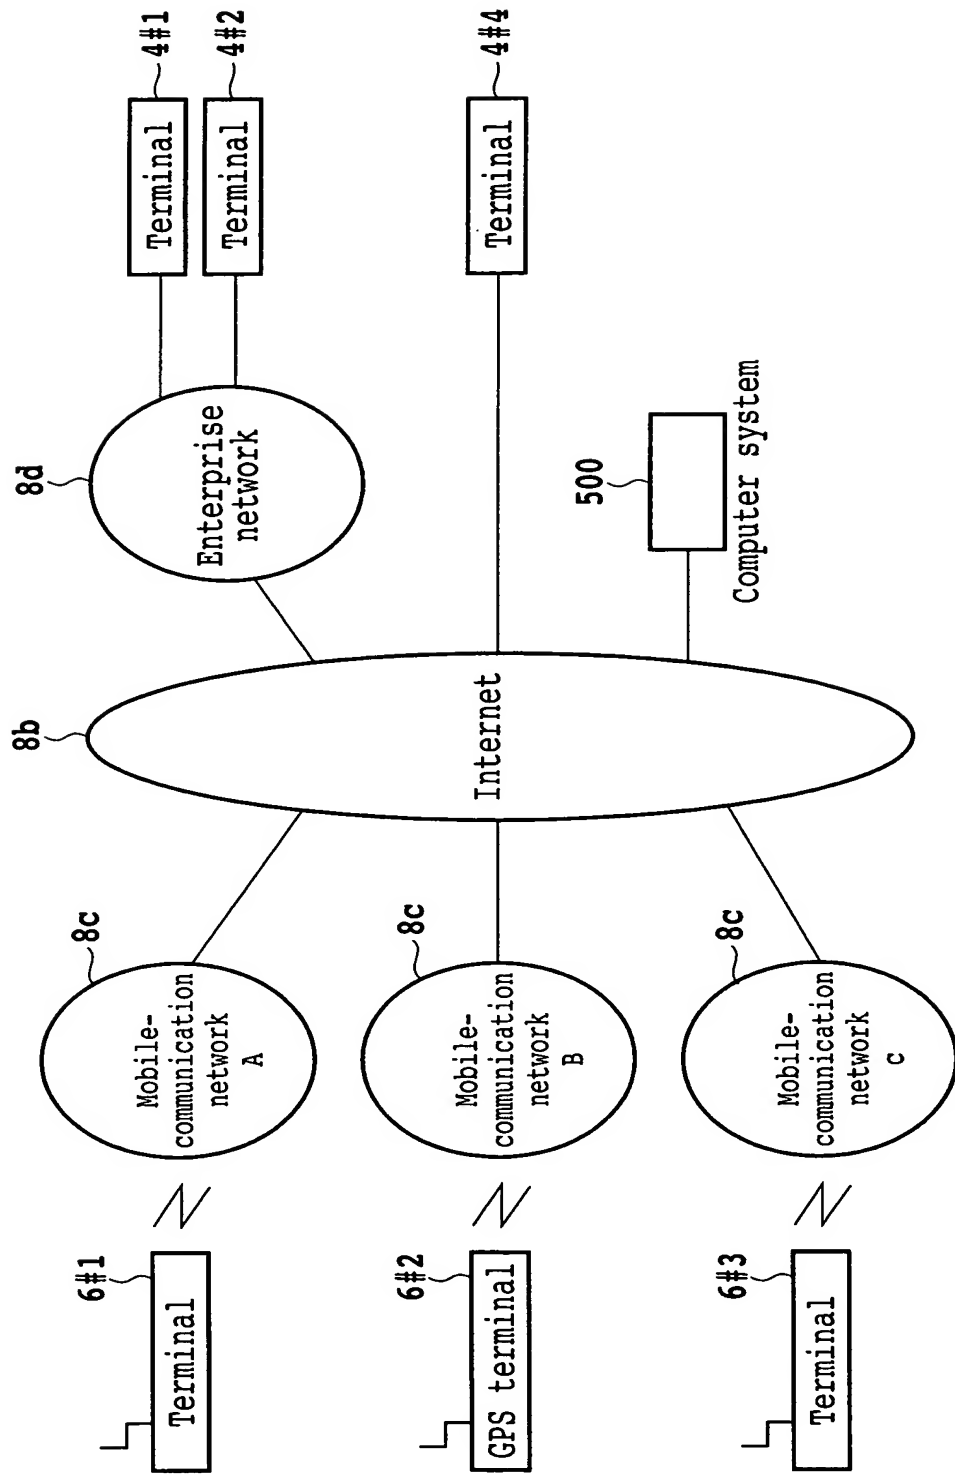 6#1
Terminal
8c
Mobile-
communication
network
A
8b
Internet
8d
Enterprise
network
Terminal
4#1
Terminal
4#2
6#2
GPS terminal
8c
Mobile-
communication
network
B
Terminal
4#4
6#3
Terminal
8c
Mobile-
communication
network
C
500
Computer system